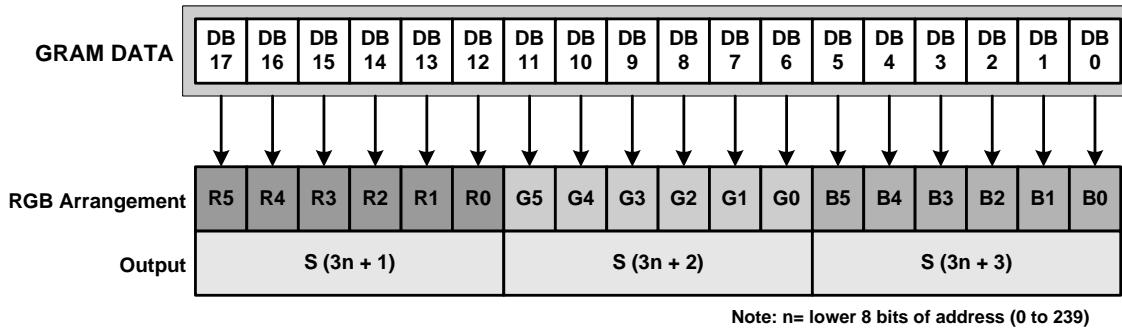 GRAM DATA
DB 17 DB 16 DB 15 DB 14 DB 13 DB 12 DB 11 DB 10 DB 9 DB 8 DB 7 DB 6 DB 5 DB 4 DB 3 DB 2 DB 1 DB 0
RGB Arrangement R5 R4 R3 R2 R1 R0 G5 G4 G3 G2 G1 G0 B5 B4 B3 B2 B1 B0
Output S (3n + 1) S (3n + 2) S (3n + 3)
Note: n= lower 8 bits of address (0 to 239)